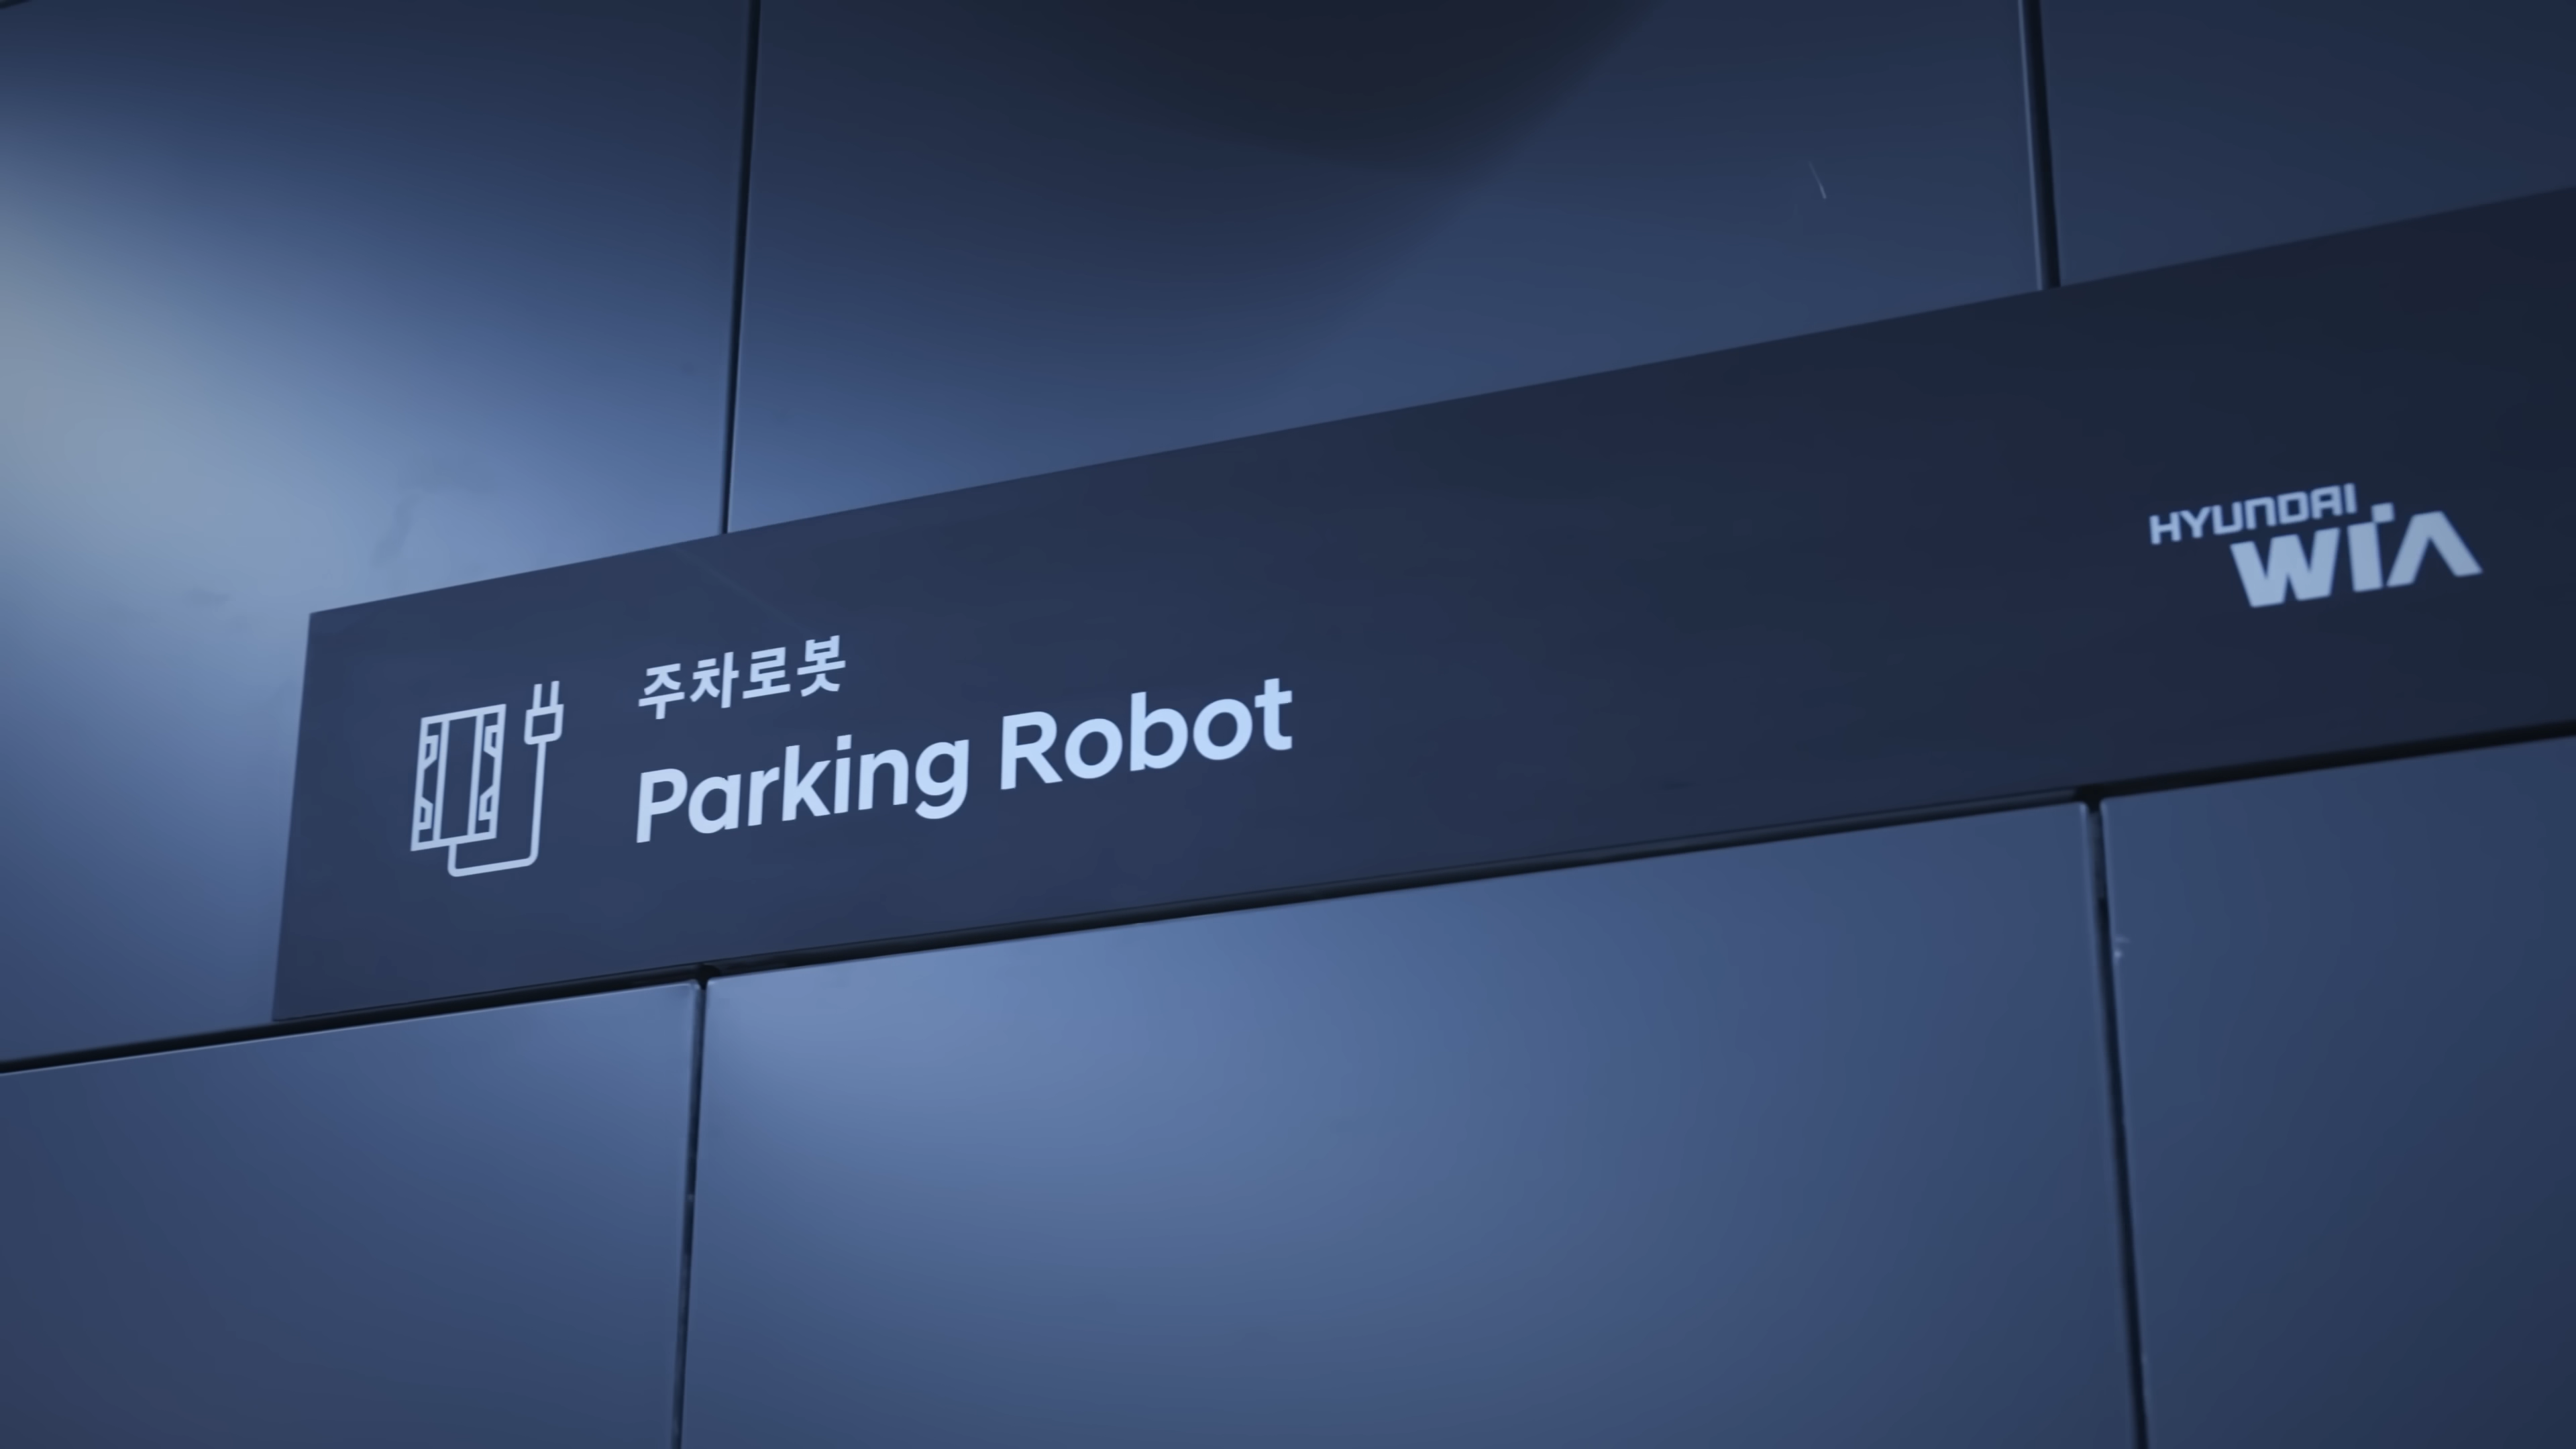 주차로봇
Parking Robot
HYUNDAI
WIA